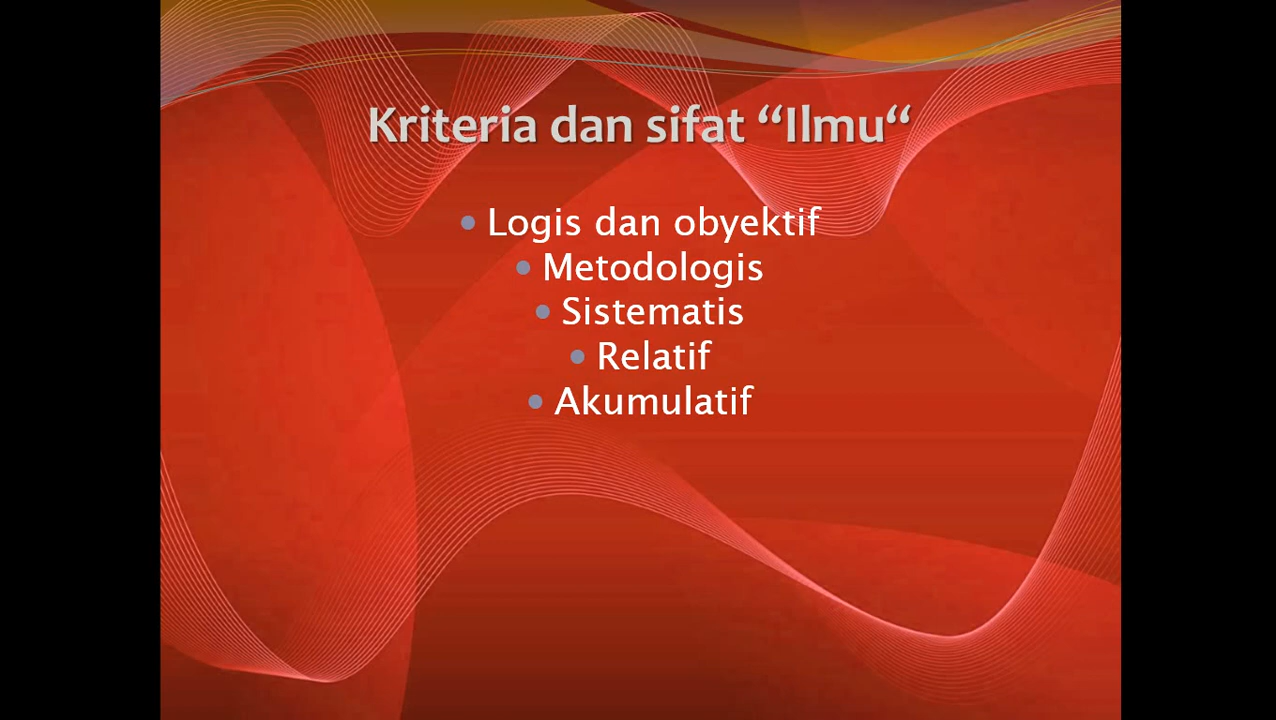 Kriteria dan sifat “Ilmu“
• Logis dan obyektif
• Metodologis
• Sistematis
• Relatif
• Akumulatif